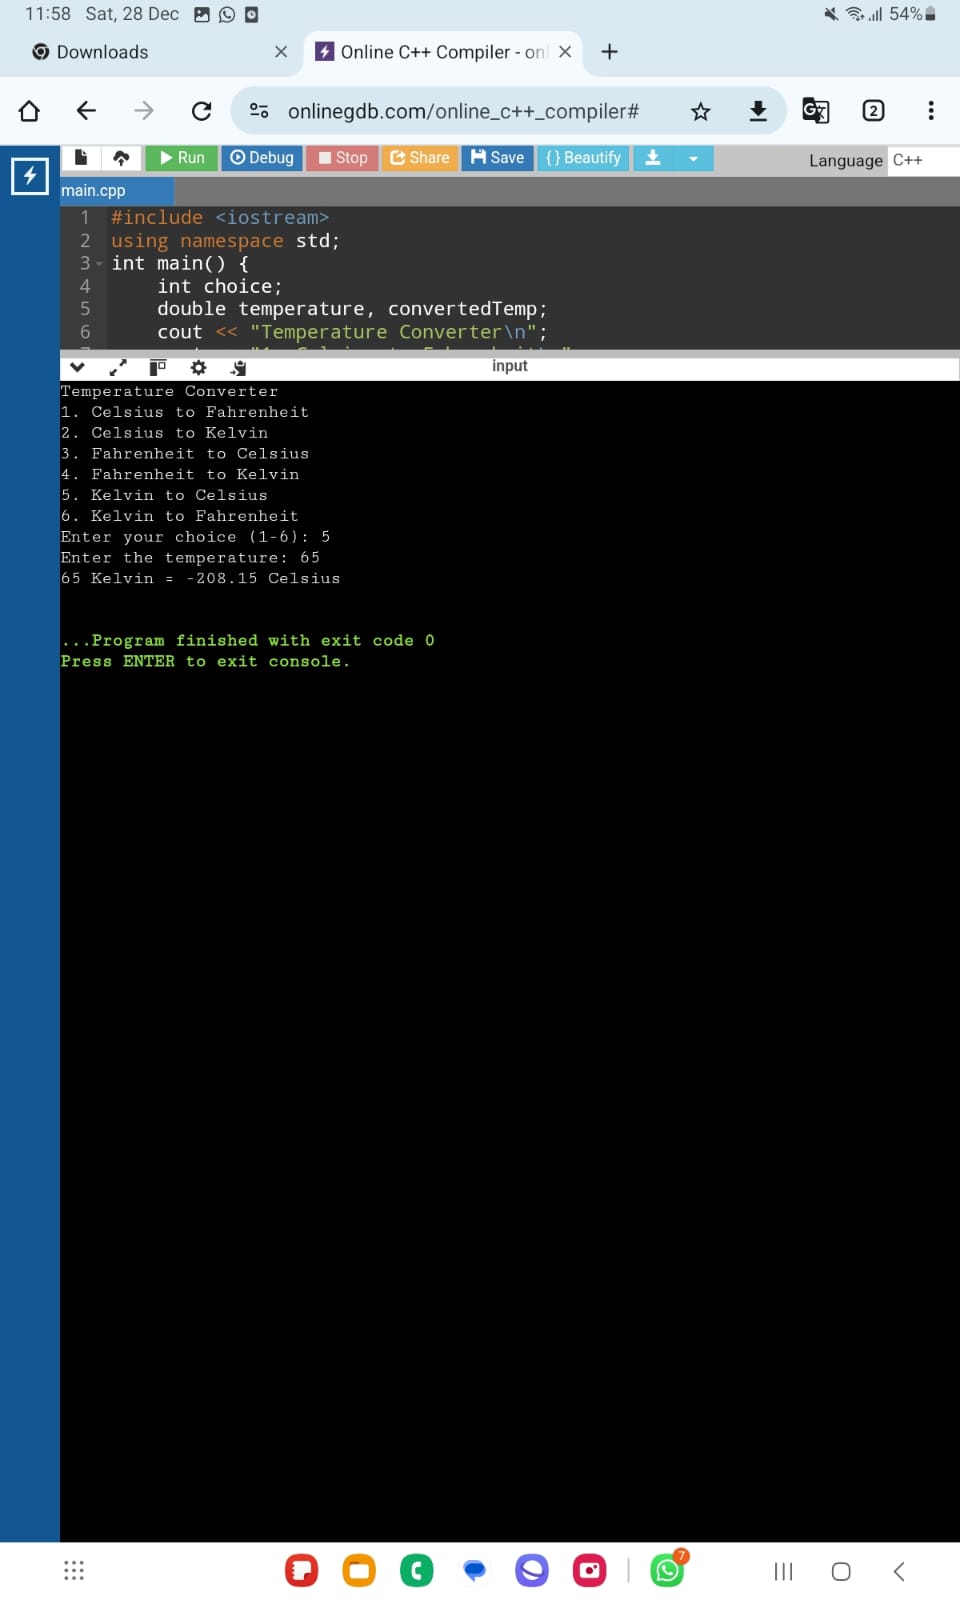 11:58 Sat, 28 Dec
54%
Downloads
Online C++ Compiler - onl
onlinegdb.com/online_c++_compiler#
2
Run Debug Stop Share Save {} Beautify
Language C++
main.cpp
1 #include <iostream>
2 using namespace std;
3 int main() {
4 int choice;
5 double temperature, convertedTemp;
6 cout << "Temperature Converter\n";
input
Temperature Converter
1. Celsius to Fahrenheit
2. Celsius to Kelvin
3. Fahrenheit to Celsius
4. Fahrenheit to Kelvin
5. Kelvin to Celsius
6. Kelvin to Fahrenheit
Enter your choice (1-6): 5
Enter the temperature: 65
65 Kelvin = -208.15 Celsius
...Program finished with exit code 0
Press ENTER to exit console.
7